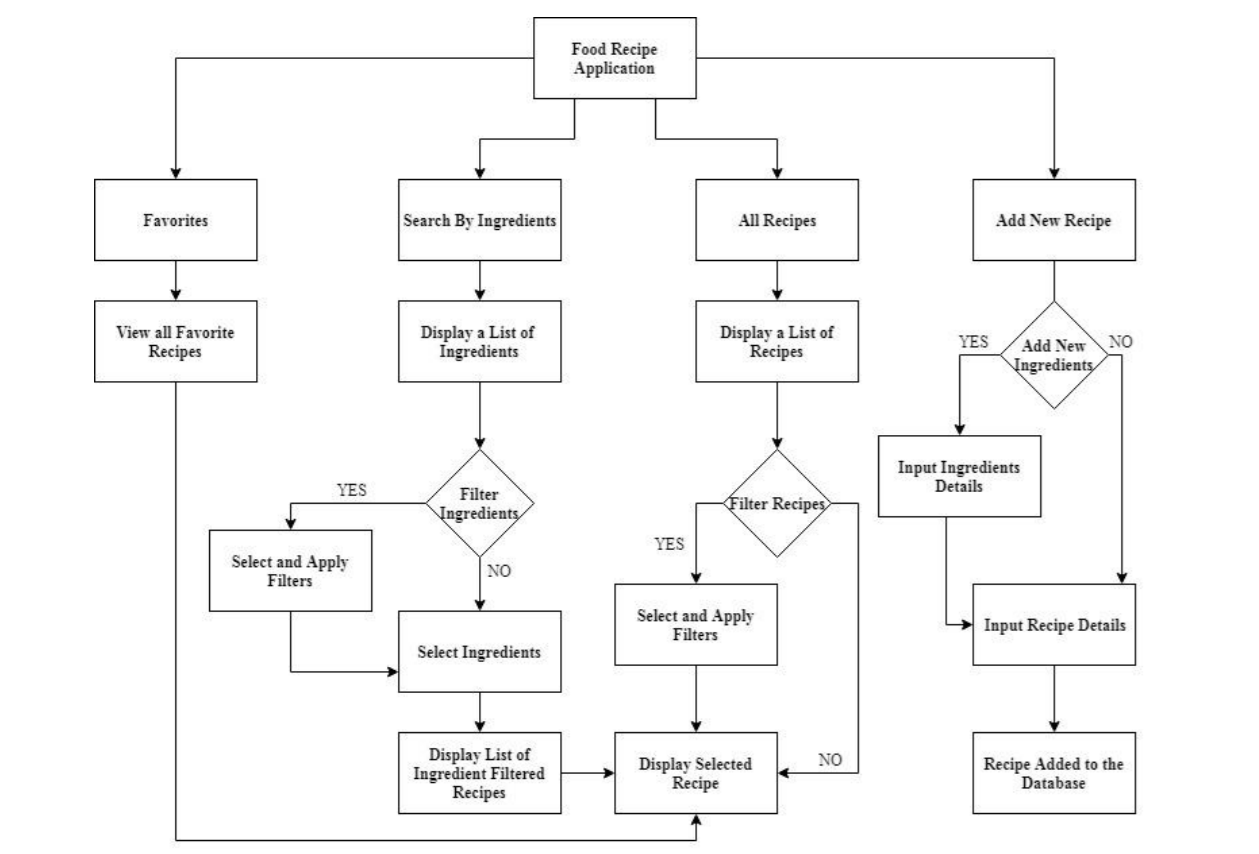 Food Recipe
Application
Favorites
Search By Ingredients
All Recipes
Add New Recipe
View all Favorite
Recipes
Display a List of
Ingredients
Display a List of
Recipes
YES
Add New
Ingredients
NO
Input Ingredients
Details
YES
Filter
Ingredients
NO
Filter Recipes
YES
Select and Apply
Filters
Select and Apply
Filters
Select Ingredients
Input Recipe Details
Display List of
Ingredient Filtered
Recipes
Display Selected
Recipe
NO
Recipe Added to the
Database